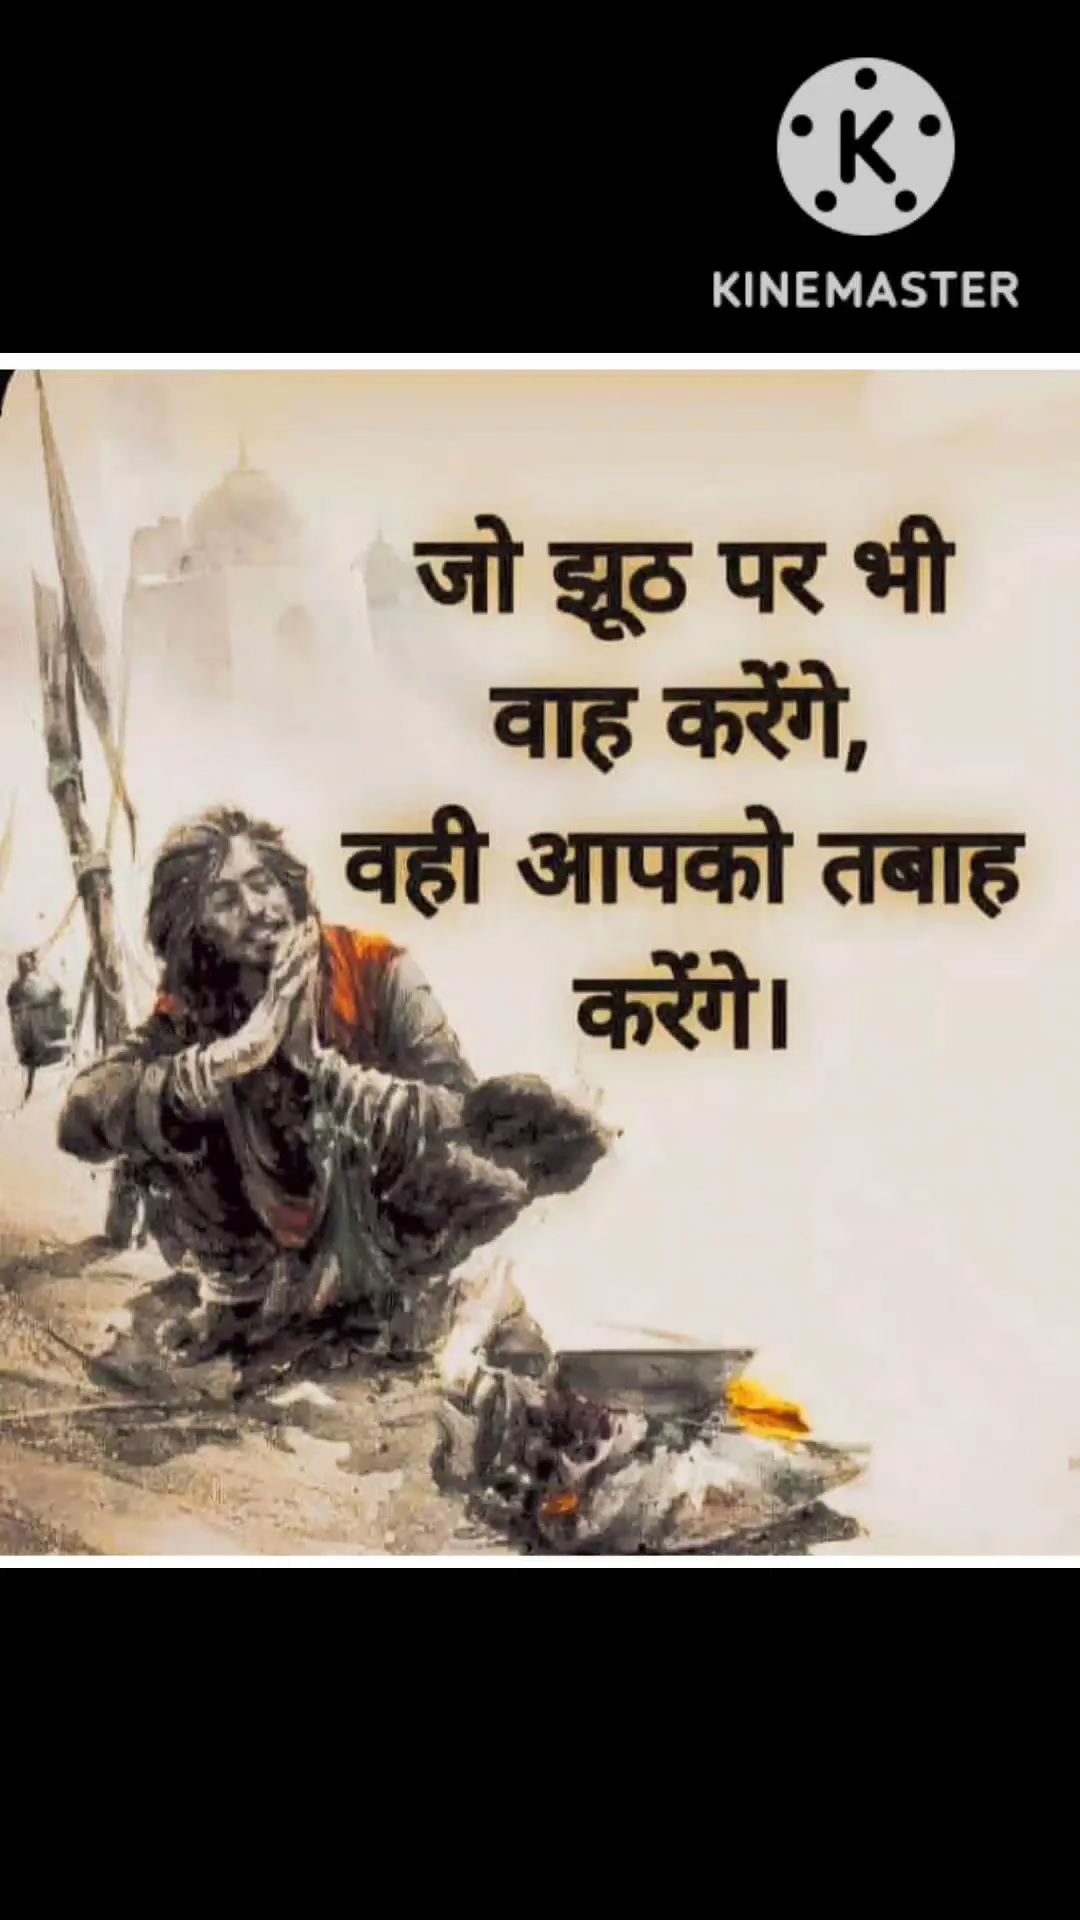 K
KINEMASTER
जो झूठ पर भी
वाह करेंगे,
वही आपको तबाह
करेंगे।